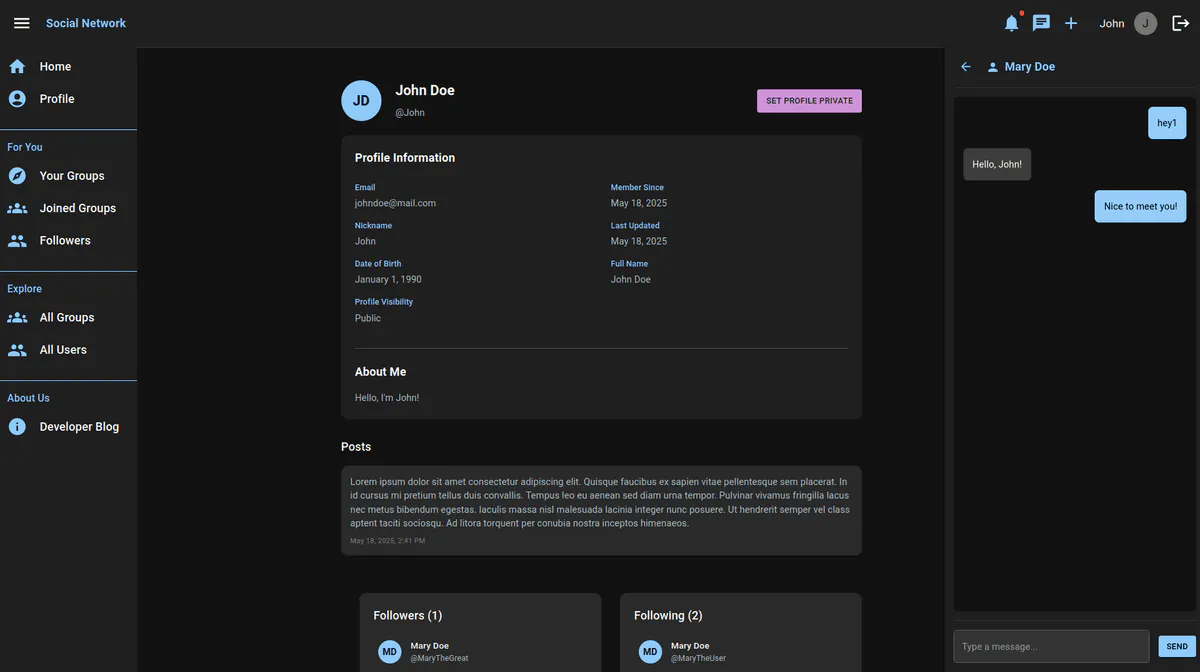 Social Network
John
J
Home
Profile
For You
Your Groups
Joined Groups
Followers
Explore
All Groups
All Users
About Us
Developer Blog
JD
John Doe
@John
SET PROFILE PRIVATE
Profile Information
Email
johndoe@mail.com
Member Since
May 18, 2025
Nickname
John
Last Updated
May 18, 2025
Date of Birth
January 1, 1990
Full Name
John Doe
Profile Visibility
Public
About Me
Hello, I'm John!
Posts
Lorem ipsum dolor sit amet consectetur adipiscing elit. Quisque faucibus ex sapien vitae pellentesque sem placerat. In
id cursus mi pretium tellus duis convallis. Tempus leo eu aenean sed diam urna tempor. Pulvinar vivamus fringilla lacus
nec metus bibendum egestas. Iaculis massa nisl malesuada lacinia integer nunc posuere. Ut hendrerit semper vel class
aptent taciti sociosqu. Ad litora torquent per conubia nostra inceptos himenaeos.
May 18, 2025, 2:41 PM
Followers (1)
MD
Mary Doe
@MaryTheGreat
Following (2)
MD
Mary Doe
@MaryTheUser
Mary Doe
hey1
Hello, John!
Nice to meet you!
Type a message...
SEND